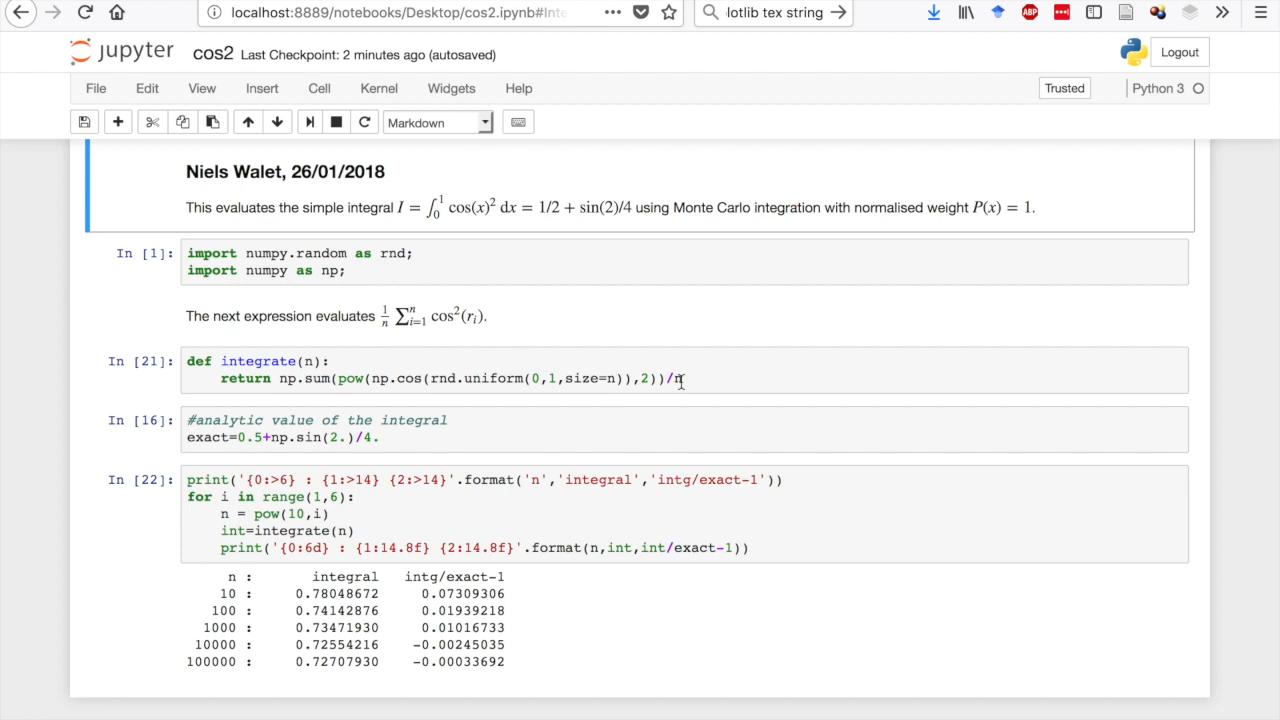 localhost:8889/notebooks/Desktop/cos2.ipynb#Inte
lotlib tex string
ABP
jupyter cos2 Last Checkpoint: 2 minutes ago (autosaved)
Logout
File Edit View Insert Cell Kernel Widgets Help
Trusted
Python 3
Markdown
Niels Walet, 26/01/2018
This evaluates the simple integral I = ∫₀¹ cos(x)² dx = 1/2 + sin(2)/4 using Monte Carlo integration with normalised weight P(x) = 1.
In [1]: import numpy.random as rnd;
import numpy as np;
The next expression evaluates 1/n ∑ᵢ₌₁ⁿ cos²(rᵢ).
In [21]: def integrate(n):
return np.sum(pow(np.cos(rnd.uniform(0,1,size=n)),2))/n
In [16]: #analytic value of the integral
exact=0.5+np.sin(2.)/4.
In [22]: print('{0:>6} : {1:>14} {2:>14}'.format('n','integral','intg/exact-1'))
for i in range(1,6):
n = pow(10,i)
int=integrate(n)
print('{0:6d} : {1:14.8f} {2:14.8f}'.format(n,int,int/exact-1))
n : integral intg/exact-1
10 : 0.78048672 0.07309306
100 : 0.74142876 0.01939218
1000 : 0.73471930 0.01016733
10000 : 0.72554216 -0.00245035
100000 : 0.72707930 -0.00033692